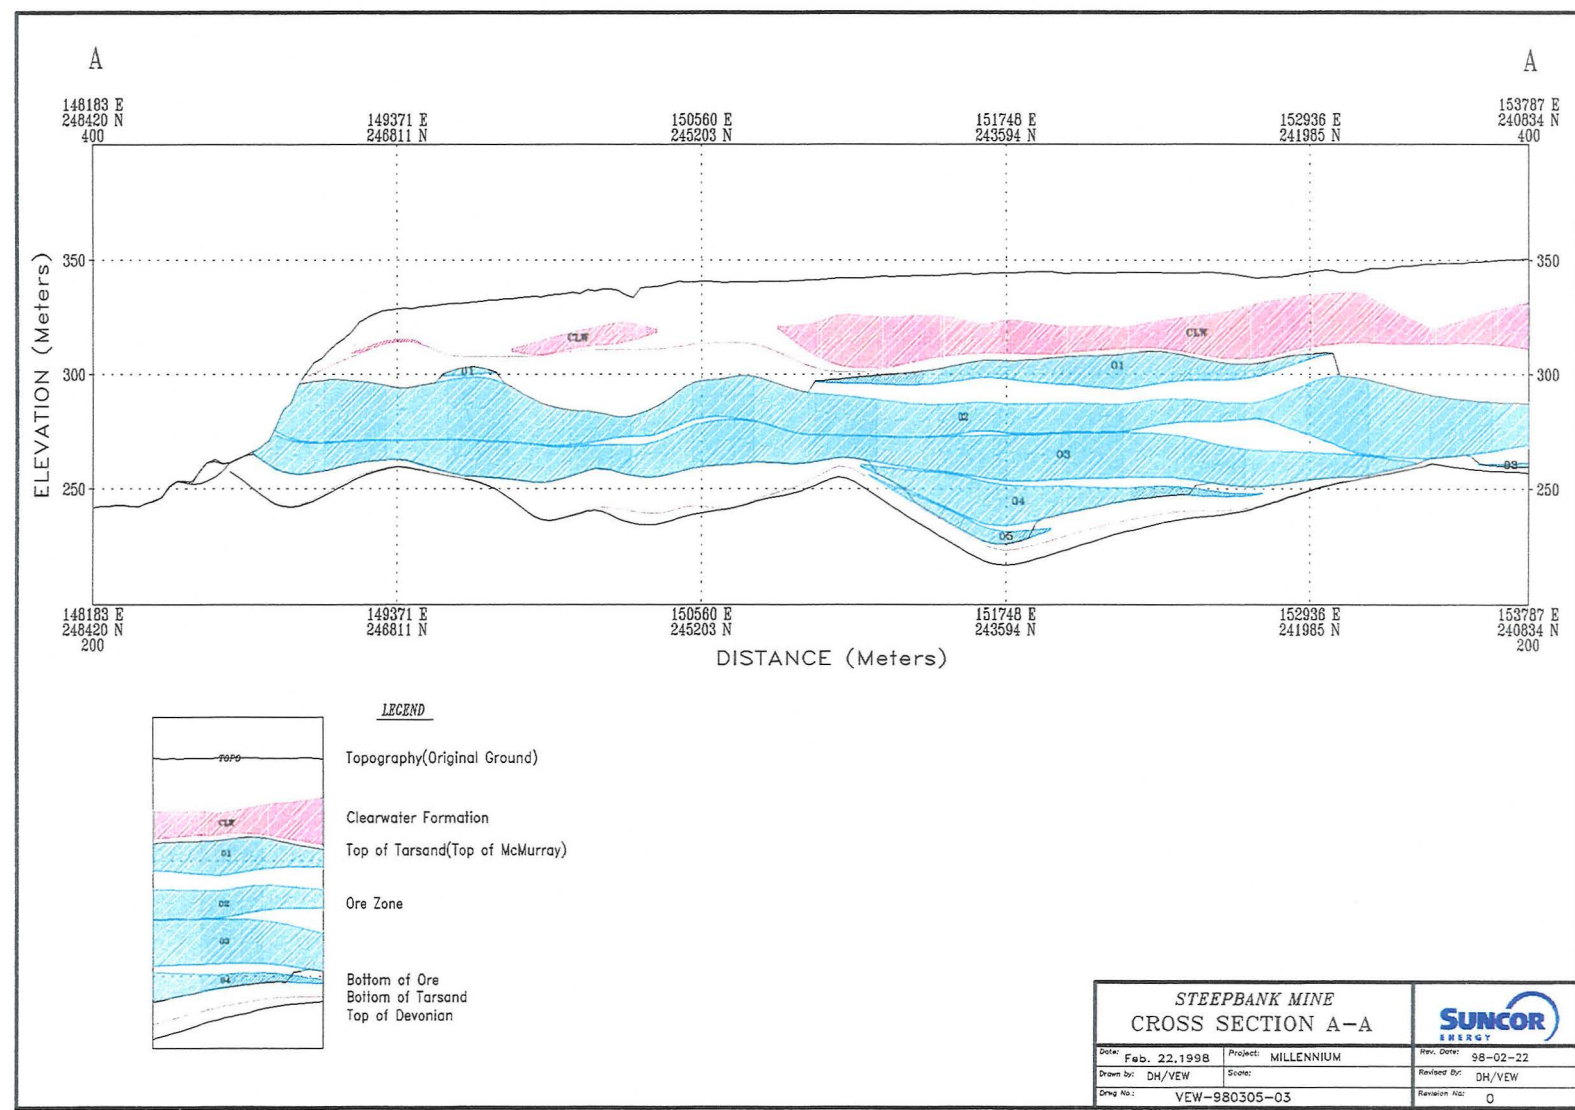 A A
148183 E 149371 E 150560 E 151748 E 152936 E 153787 E
248420 N 246811 N 245203 N 243594 N 241985 N 240834 N
400 400
ELEVATION (Meters)
350 350
300 300
250 250
CLW CLW
01 01
02
03
03
04
05
148183 E 149371 E 150560 E 151748 E 152936 E 153787 E
248420 N 246811 N 245203 N 243594 N 241985 N 240834 N
200 200
DISTANCE (Meters)
LEGEND
TOPO Topography(Original Ground)
CLW Clearwater Formation
01 Top of Tarsand(Top of McMurray)
02 Ore Zone
03
04 Bottom of Ore
Bottom of Tarsand
Top of Devonian
STEEPBANK MINE
CROSS SECTION A-A
SUNCOR
ENERGY
Date: Feb. 22,1998 Project: MILLENNIUM Rev. Date: 98-02-22
Drawn by: DH/VEW Scale: Revised By: DH/VEW
Drwg No.: VEW-980305-03 Revision No: 0